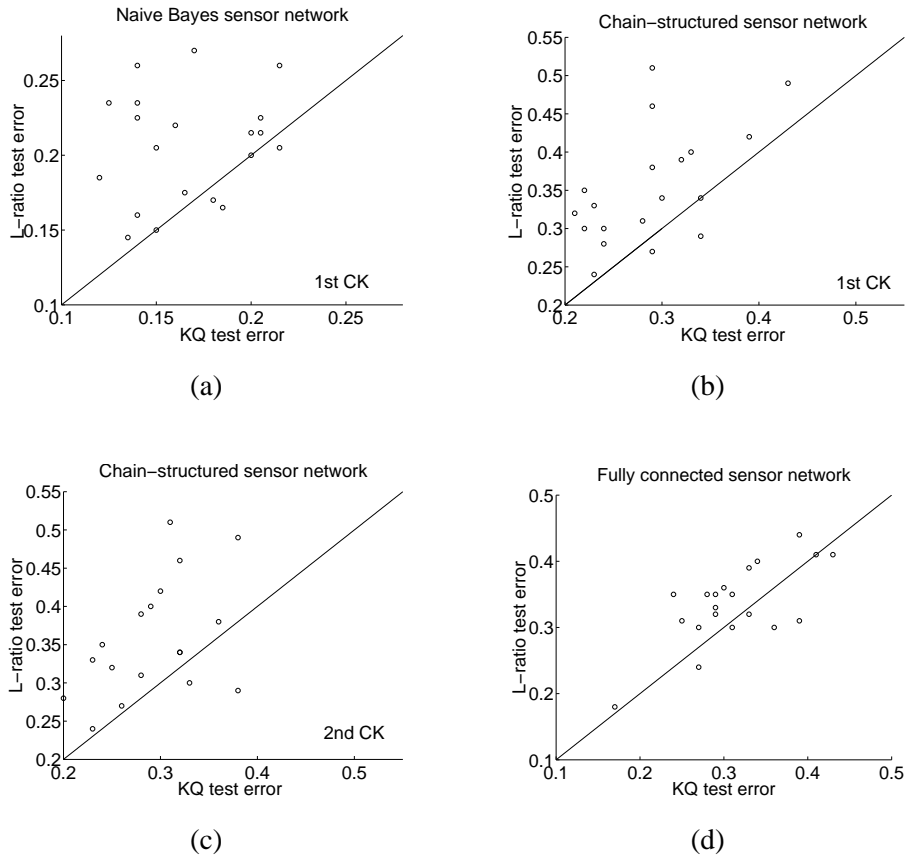 Naive Bayes sensor network
0.25
0.2
0.15
0.1
L−ratio test error
1st CK
0.1 0.15 0.2 0.25
KQ test error
(a)
Chain−structured sensor network
0.55
0.5
0.45
0.4
0.35
0.3
0.25
0.2
L−ratio test error
1st CK
0.2 0.3 0.4 0.5
KQ test error
(b)
Chain−structured sensor network
0.55
0.5
0.45
0.4
0.35
0.3
0.25
0.2
L−ratio test error
2nd CK
0.2 0.3 0.4 0.5
KQ test error
(c)
Fully connected sensor network
0.5
0.4
0.3
0.2
0.1
L−ratio test error
0.1 0.2 0.3 0.4 0.5
KQ test error
(d)